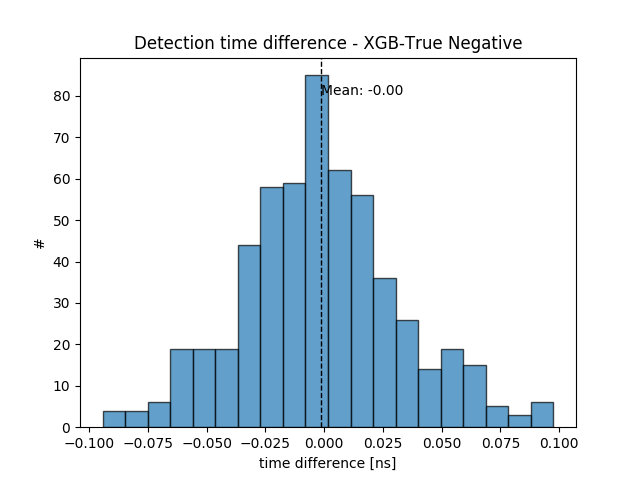 Detection time difference - XGB-True Negative
Mean: -0.00
#
80
70
60
50
40
30
20
10
0
−0.100 −0.075 −0.050 −0.025 0.000 0.025 0.050 0.075 0.100
time difference [ns]